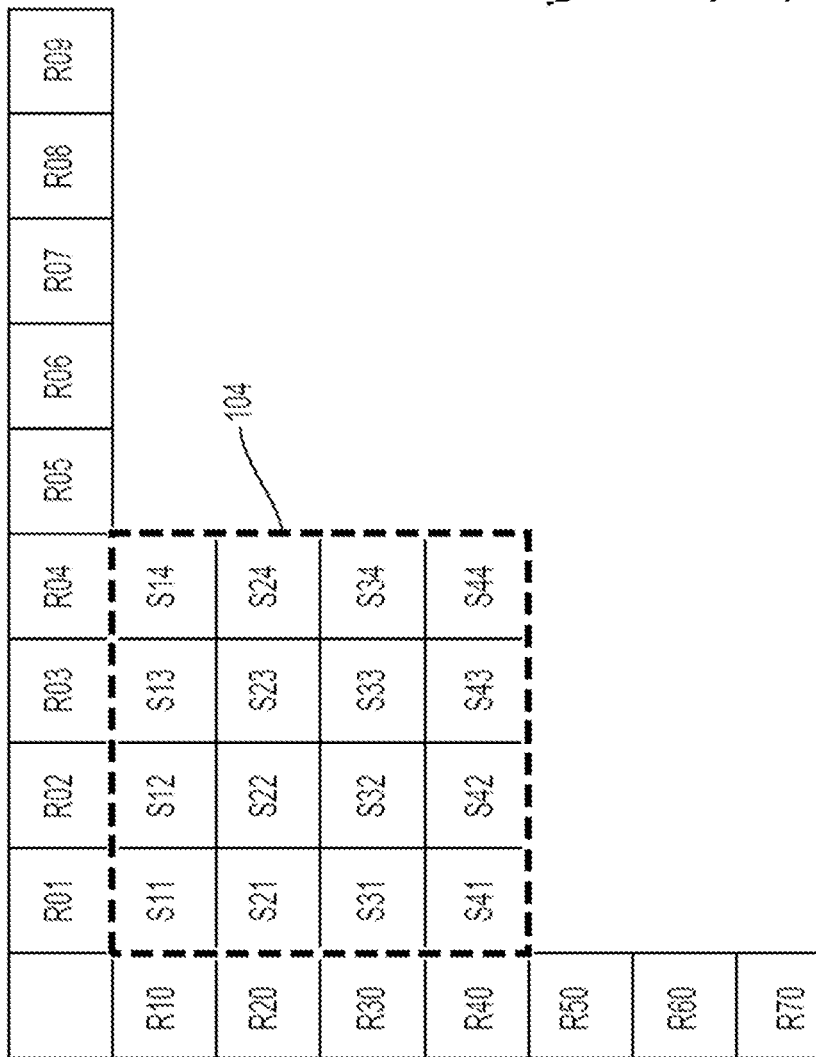 R01 R02 R03 R04 R05 R06 R07 R08 R09
R10 S11 S12 S13 S14
R20 S21 S22 S23 S24 104
R30 S31 S32 S33 S34
R40 S41 S42 S43 S44
R50
R60
R70